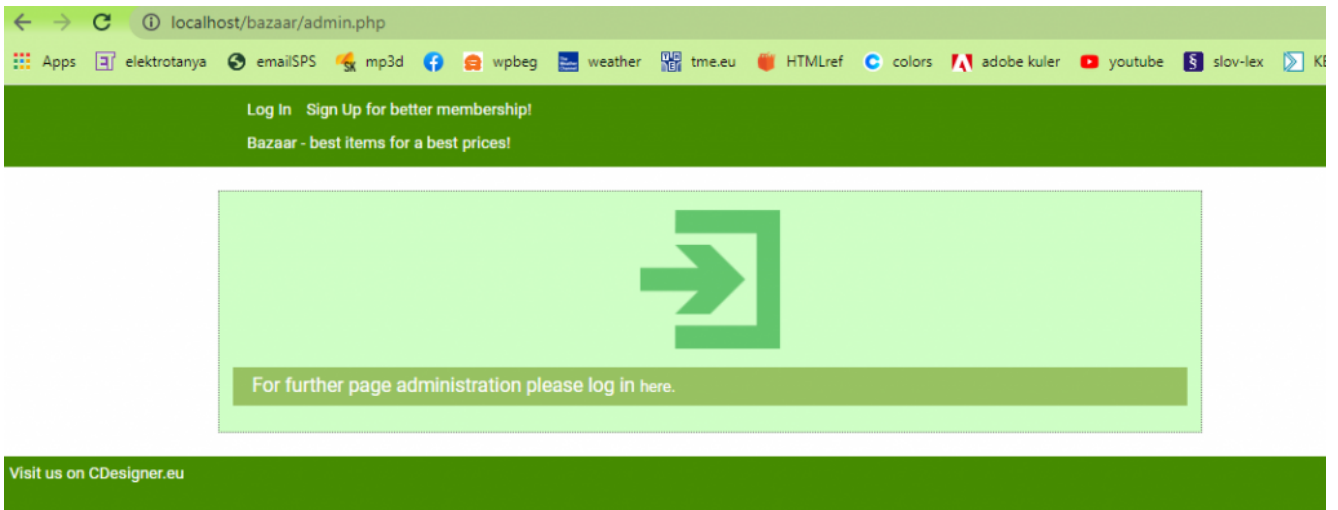 localhost/bazaar/admin.php
Apps elektrotanya emailSPS mp3d wpbeg weather tme.eu HTMLref colors adobe kuler youtube slov-lex
Log In Sign Up for better membership!
Bazaar - best items for a best prices!
For further page administration please log in here.
Visit us on CDesigner.eu